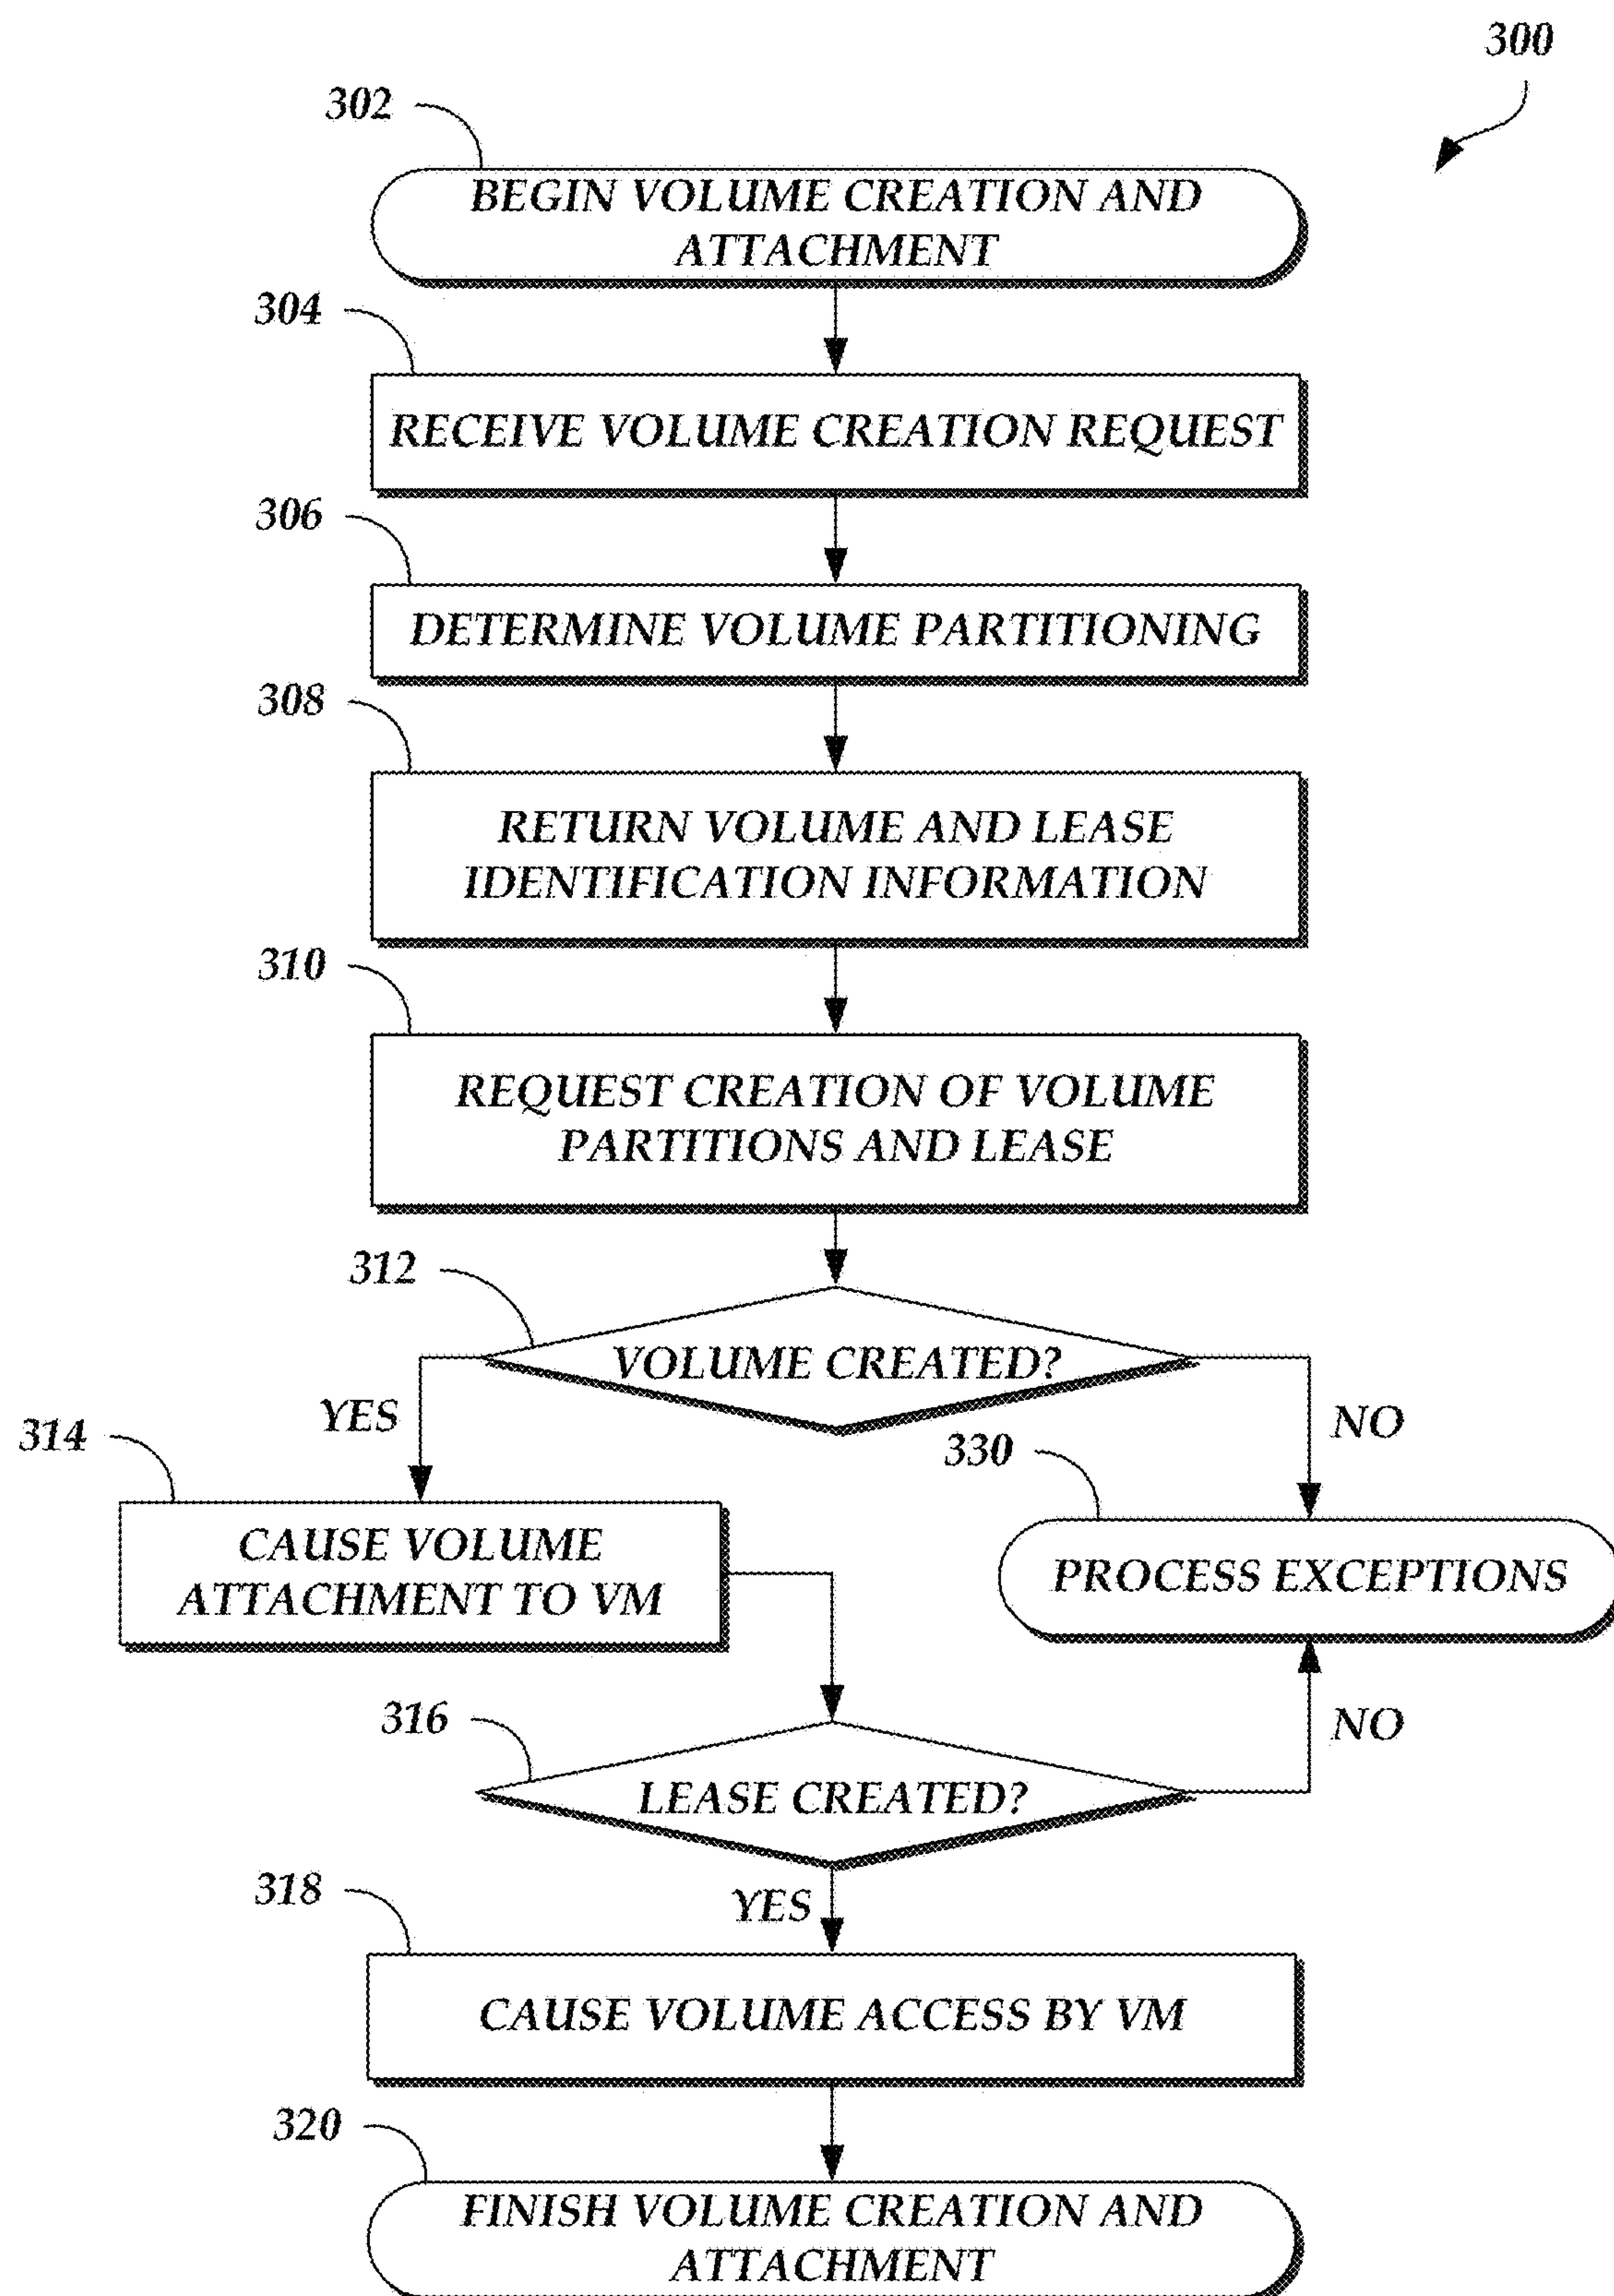 300
302
BEGIN VOLUME CREATION AND
ATTACHMENT
304
RECEIVE VOLUME CREATION REQUEST
306
DETERMINE VOLUME PARTITIONING
308
RETURN VOLUME AND LEASE
IDENTIFICATION INFORMATION
310
REQUEST CREATION OF VOLUME
PARTITIONS AND LEASE
312
VOLUME CREATED?
YES
NO
314
330
CAUSE VOLUME
ATTACHMENT TO VM
PROCESS EXCEPTIONS
316
NO
LEASE CREATED?
318
YES
CAUSE VOLUME ACCESS BY VM
320
FINISH VOLUME CREATION AND
ATTACHMENT